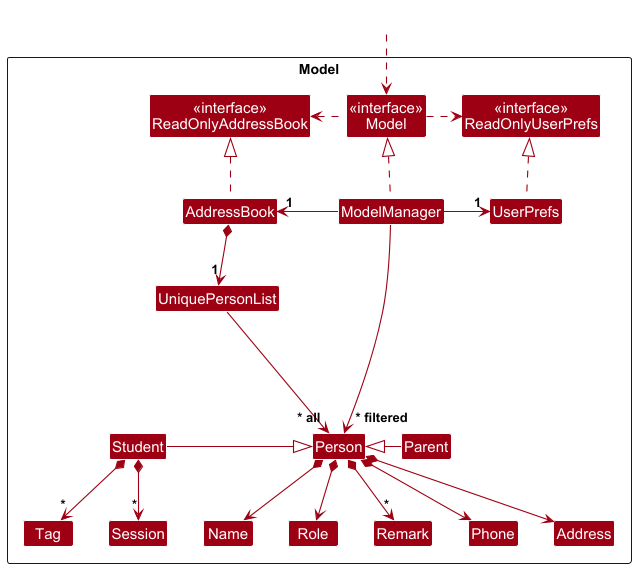 Model
«interface»
ReadOnlyAddressBook
«interface»
Model
«interface»
ReadOnlyUserPrefs
AddressBook
1
ModelManager
1
UserPrefs
1
UniquePersonList
* all
* filtered
Student
Person
Parent
*
*
*
Tag
Session
Name
Role
Remark
Phone
Address